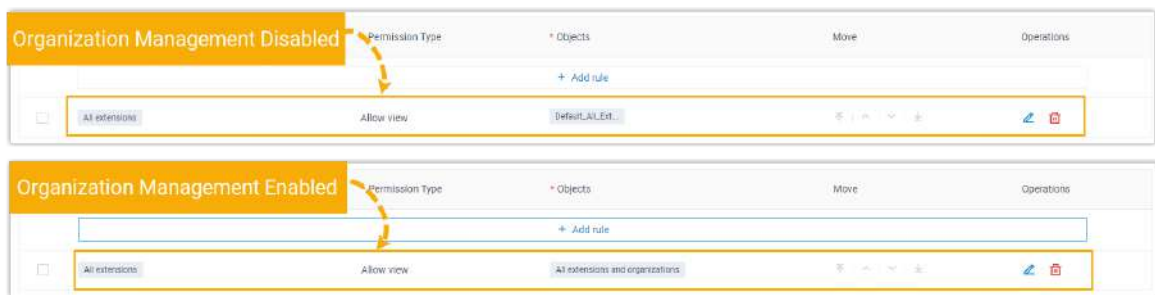 Organization Management Disabled
Permission Type * Objects Move Operations
+ Add rule
All extensions Allow view Default_All_Ext... 
Organization Management Enabled
Permission Type * Objects Move Operations
+ Add rule
All extensions Allow view All extensions and organizations